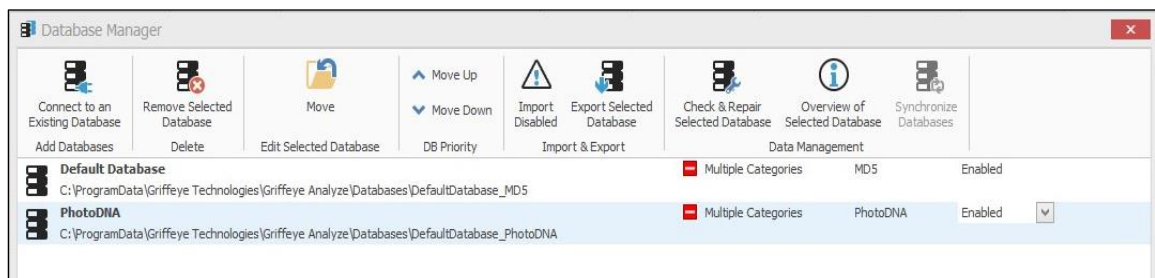 Database Manager
Connect to an
Existing Database
Remove Selected
Database
Move
Move Up
Move Down
Import
Disabled
Export Selected
Database
Check & Repair
Selected Database
Overview of
Selected Database
Synchronize
Databases
Add Databases
Delete
Edit Selected Database
DB Priority
Import & Export
Data Management
Default Database
Multiple Categories
MD5
Enabled
C:\ProgramData\Griffeye Technologies\Griffeye Analyze\Databases\DefaultDatabase_MD5
PhotoDNA
Multiple Categories
PhotoDNA
Enabled
C:\ProgramData\Griffeye Technologies\Griffeye Analyze\Databases\DefaultDatabase_PhotoDNA